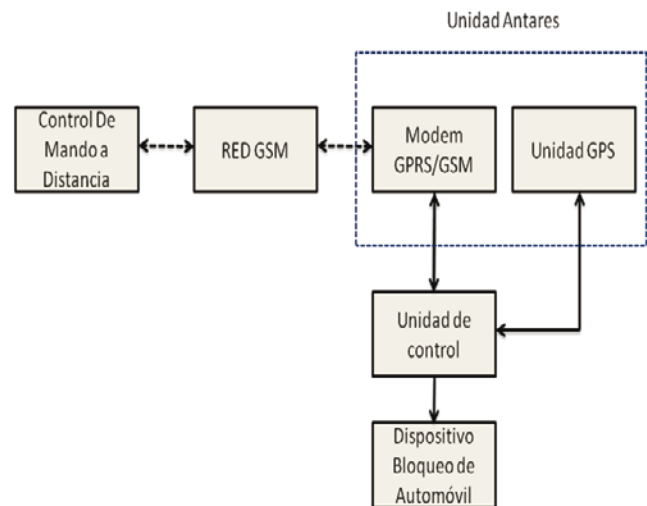 Unidad Antares
Control De
Mando a
Distancia
RED GSM
Modem
GPRS/GSM
Unidad GPS
Unidad de
control
Dispositivo
Bloqueo de
Automóvil